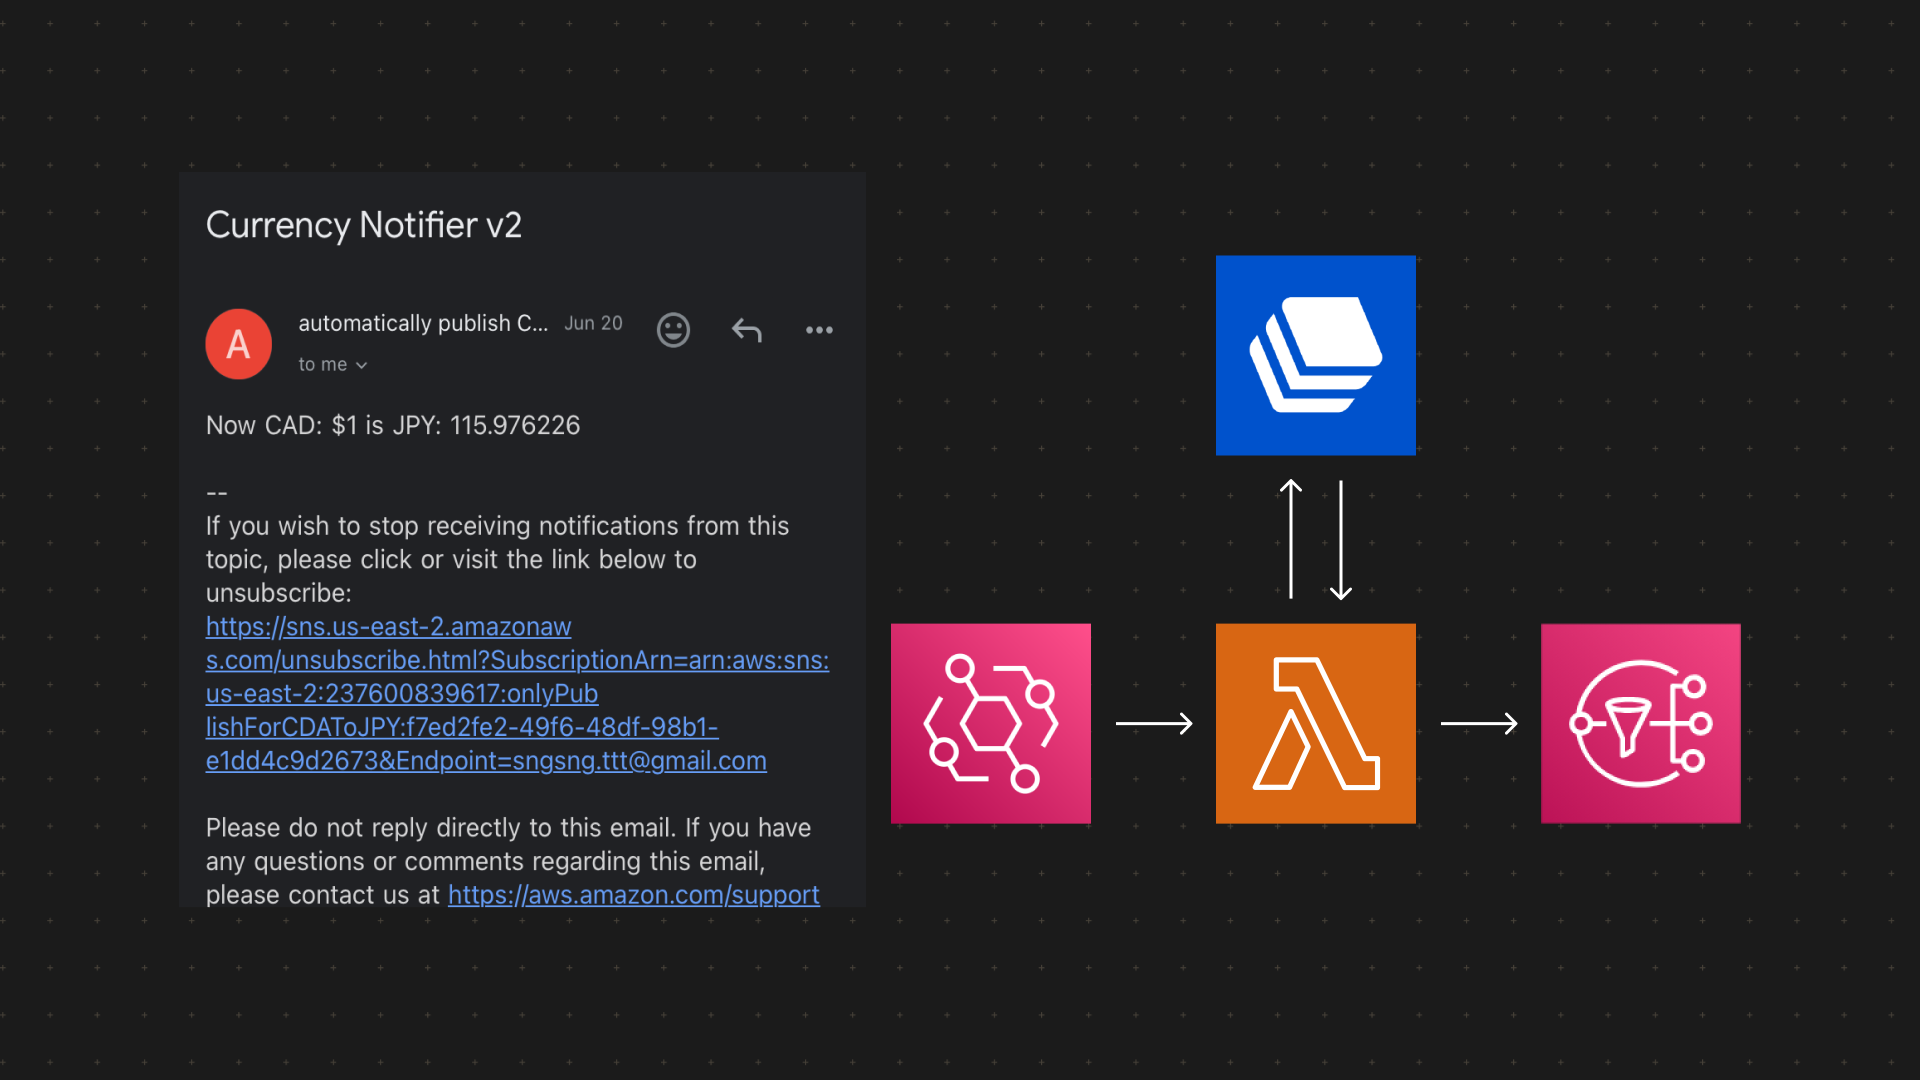 Currency Notifier v2
A
automatically publish C... Jun 20
to me
Now CAD: $1 is JPY: 115.976226
--
If you wish to stop receiving notifications from this
topic, please click or visit the link below to
unsubscribe:
https://sns.us-east-2.amazonaw
s.com/unsubscribe.html?SubscriptionArn=arn:aws:sns:
us-east-2:237600839617:onlyPub
lishForCDAToJPY:f7ed2fe2-49f6-48df-98b1-
e1dd4c9d2673&Endpoint=sngsng.ttt@gmail.com
Please do not reply directly to this email. If you have
any questions or comments regarding this email,
please contact us at https://aws.amazon.com/support